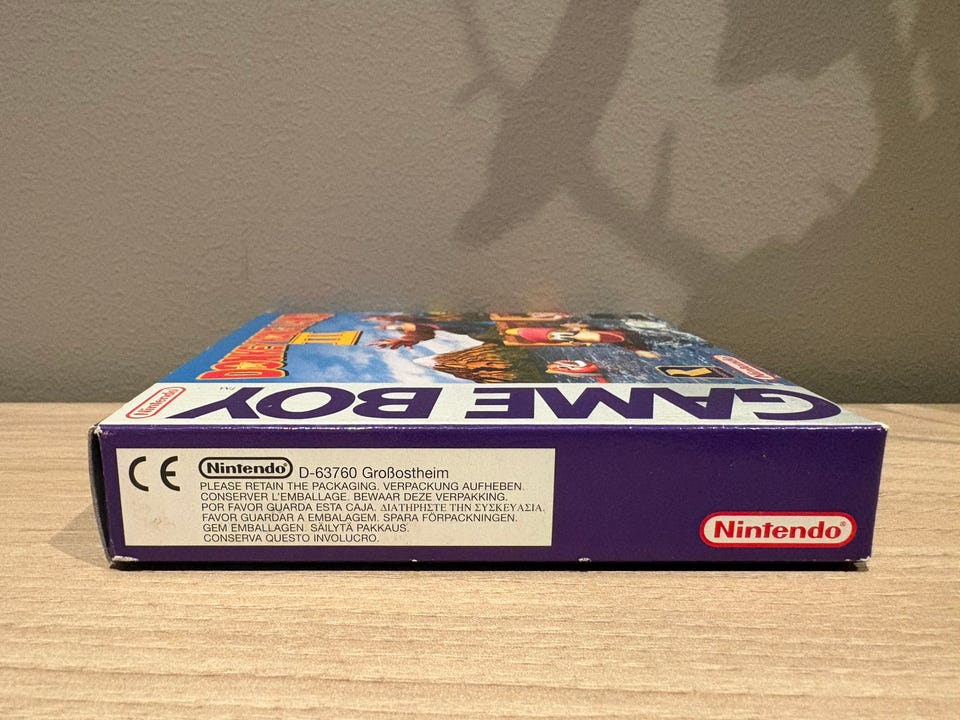 Nintendo
GAME BOY
TM
Nintendo
CE
Nintendo® D-63760 Großostheim
PLEASE RETAIN THE PACKAGING. VERPACKUNG AUFHEBEN.
CONSERVER L'EMBALLAGE. BEWAAR DEZE VERPAKKING.
POR FAVOR GUARDA ESTA CAJA. ΔΙΑΤΗΡΗΣΤΕ ΤΗΝ ΣΥΣΚΕΥΑΣΙΑ.
FAVOR GUARDAR A EMBALAGEM. SPARA FÖRPACKNINGEN.
GEM EMBALLAGEN. SÄILYTÄ PAKKAUS.
CONSERVA QUESTO INVOLUCRO.
Nintendo®